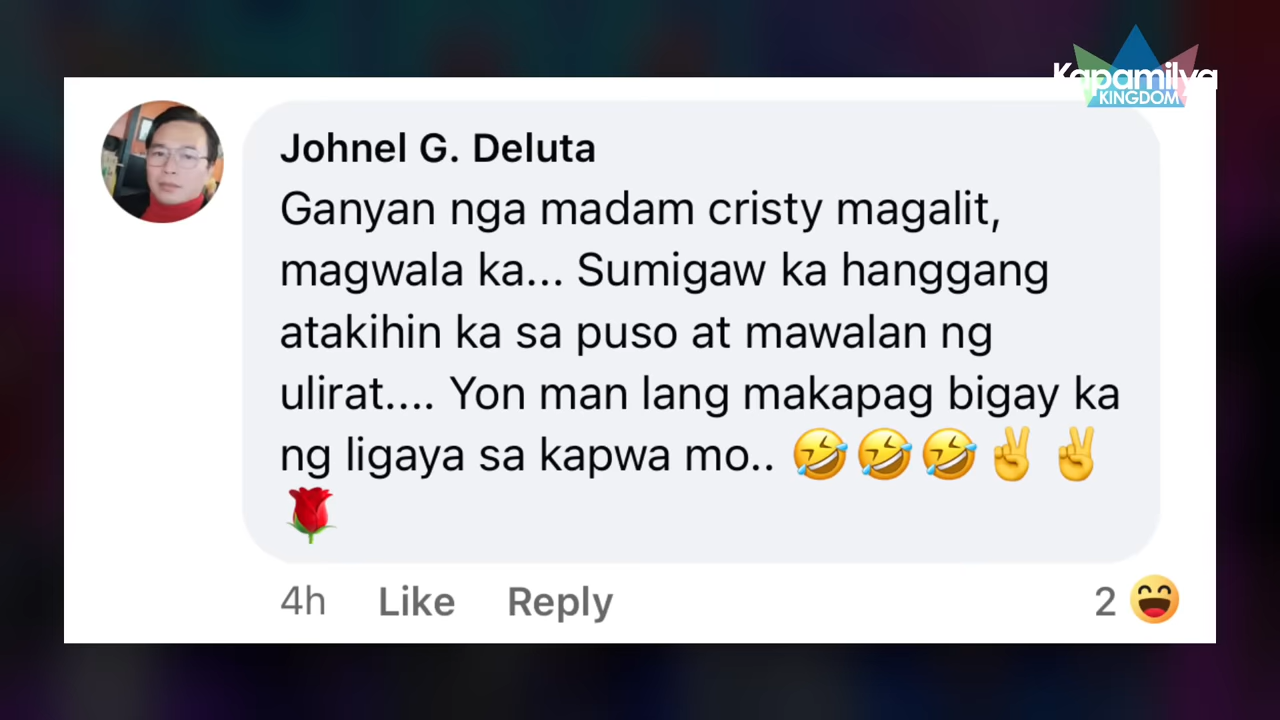 Kapamilya
KINGDOM
Johnel G. Deluta
Ganyan nga madam cristy magalit,
magwala ka... Sumigaw ka hanggang
atakihin ka sa puso at mawalan ng
ulirat.... Yon man lang makapag bigay ka
ng ligaya sa kapwa mo.. 🤣🤣🤣✌️✌️
🌹
4h Like Reply 2 😄